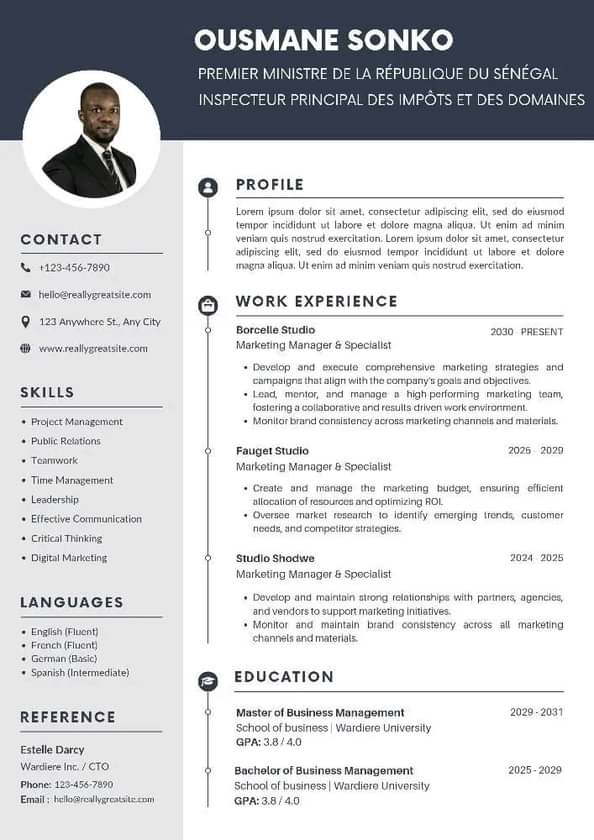 OUSMANE SONKO
PREMIER MINISTRE DE LA RÉPUBLIQUE DU SÉNÉGAL
INSPECTEUR PRINCIPAL DES IMPÔTS ET DES DOMAINES
CONTACT
+123-456-7890
hello@reallygreatsite.com
123 Anywhere St., Any City
www.reallygreatsite.com
SKILLS
• Project Management
• Public Relations
• Teamwork
• Time Management
• Leadership
• Effective Communication
• Critical Thinking
• Digital Marketing
LANGUAGES
• English (Fluent)
• French (Fluent)
• German (Basic)
• Spanish (Intermediate)
REFERENCE
Estelle Darcy
Wardiere Inc. / CTO
Phone: 123-456-7890
Email : hello@reallygreatsite.com
PROFILE
Lorem ipsum dolor sit amet, consectetur adipiscing elit, sed do eiusmod
tempor incididunt ut labore et dolore magna aliqua. Ut enim ad minim
veniam quis nostrud exercitation. Lorem ipsum dolor sit amet, consectetur
adipiscing elit, sed do eiusmod tempor incididunt ut labore et dolore
magna aliqua. Ut enim ad minim veniam quis nostrud exercitation.
WORK EXPERIENCE
Borcelle Studio 2030 - PRESENT
Marketing Manager & Specialist
• Develop and execute comprehensive marketing strategies and
campaigns that align with the company's goals and objectives.
• Lead, mentor, and manage a high-performing marketing team,
fostering a collaborative and results driven work environment.
• Monitor brand consistency across marketing channels and materials.
Fauget Studio 2025 - 2029
Marketing Manager & Specialist
• Create and manage the marketing budget, ensuring efficient
allocation of resources and optimizing ROI.
• Oversee market research to identify emerging trends, customer
needs, and competitor strategies.
Studio Shodwe 2024 - 2025
Marketing Manager & Specialist
• Develop and maintain strong relationships with partners, agencies,
and vendors to support marketing initiatives.
• Monitor and maintain brand consistency across all marketing
channels and materials.
EDUCATION
Master of Business Management 2029 - 2031
School of business | Wardiere University
GPA: 3.8 / 4.0
Bachelor of Business Management 2025 - 2029
School of business | Wardiere University
GPA: 3.8 / 4.0